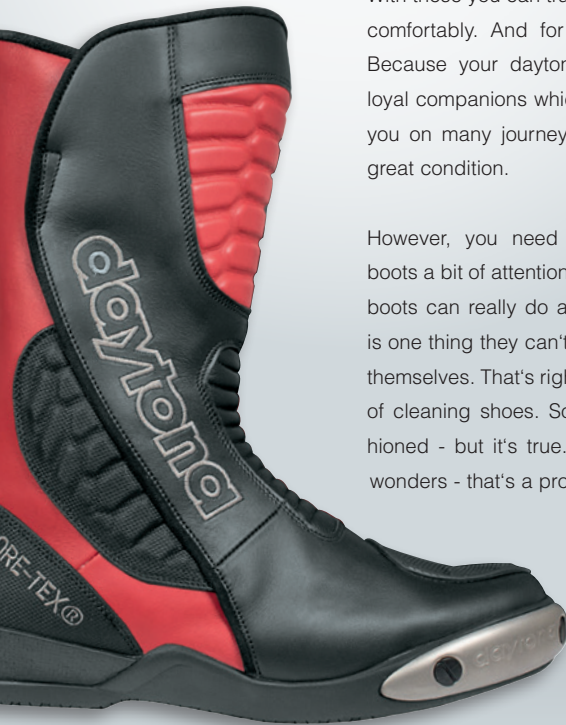 With these you can
comfortably. And for
Because your dayton
loyal companions whic
you on many journey
great condition.
However, you need
boots a bit of attention
boots can really do a
is one thing they can‘t
themselves. That‘s righ
of cleaning shoes. So
hioned - but it‘s true.
wonders - that‘s a pro
daytona
ORE-TEX®
daytona